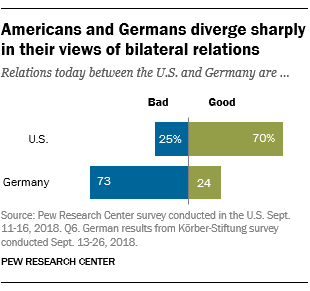 Americans and Germans diverge sharply
in their views of bilateral relations
Relations today between the U.S. and Germany are ...
Bad Good
U.S. 25% 70%
Germany 73 24
Source: Pew Research Center survey conducted in the U.S. Sept.
11-16, 2018. Q6. German results from Körber-Stiftung survey
conducted Sept. 13-26, 2018.
PEW RESEARCH CENTER